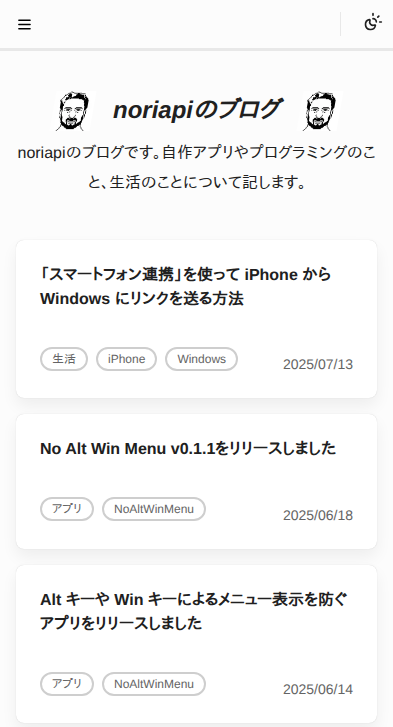 noriapiのブログ
noriapiのブログです。自作アプリやプログラミングのこ
と、生活のことについて記します。
「スマートフォン連携」を使って iPhone から
Windows にリンクを送る方法
生活 iPhone Windows 2025/07/13
No Alt Win Menu v0.1.1をリリースしました
アプリ NoAltWinMenu 2025/06/18
Alt キーや Win キーによるメニュー表示を防ぐ
アプリをリリースしました
アプリ NoAltWinMenu 2025/06/14